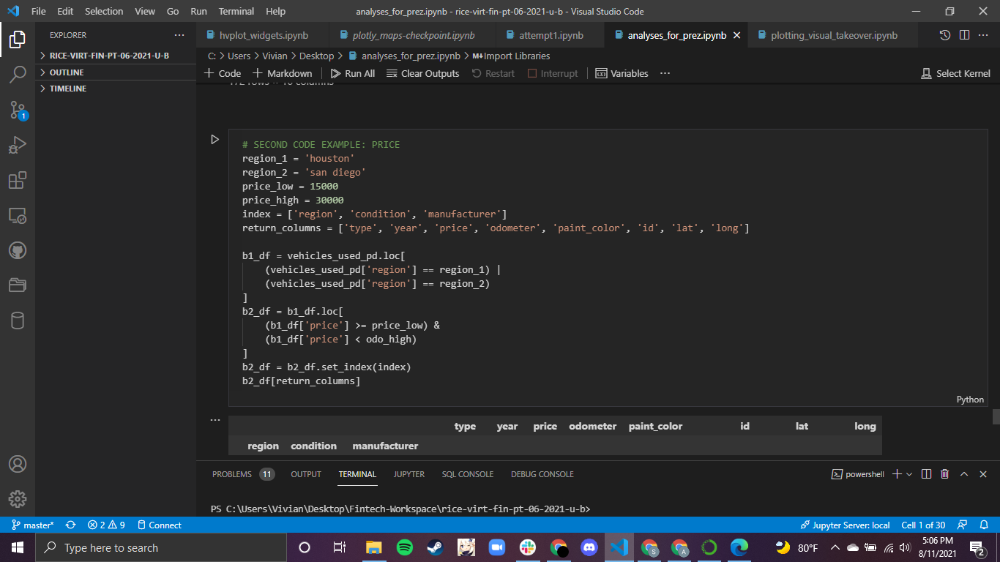 File Edit Selection View Go Run Terminal Help analyses_for_prez.ipynb - rice-virt-fin-pt-06-2021-u-b - Visual Studio Code
EXPLORER
hvplot_widgets.ipynb plotly_maps-checkpoint.ipynb attempt1.ipynb analyses_for_prez.ipynb plotting_visual_takeover.ipynb
RICE-VIRT-FIN-PT-06-2021-U-B
C: > Users > Vivian > Desktop > analyses_for_prez.ipynb > M↓Import Libraries
OUTLINE
+ Code + Markdown Run All Clear Outputs Restart Interrupt Variables ... Select Kernel
TIMELINE
1
# SECOND CODE EXAMPLE: PRICE
region_1 = 'houston'
region_2 = 'san diego'
price_low = 15000
price_high = 30000
index = ['region', 'condition', 'manufacturer']
return_columns = ['type', 'year', 'price', 'odometer', 'paint_color', 'id', 'lat', 'long']
b1_df = vehicles_used_pd.loc[
(vehicles_used_pd['region'] == region_1) |
(vehicles_used_pd['region'] == region_2)
]
b2_df = b1_df.loc[
(b1_df['price'] >= price_low) &
(b1_df['price'] < odo_high)
]
b2_df = b2_df.set_index(index)
b2_df[return_columns]
Python
type year price odometer paint_color id lat long
region condition manufacturer
PROBLEMS 11 OUTPUT TERMINAL JUPYTER SQL CONSOLE DEBUG CONSOLE powershell
PS C:\Users\Vivian\Desktop\Fintech-Workspace\rice-virt-fin-pt-06-2021-u-b>
master* 2 9 Connect Jupyter Server: local Cell 1 of 30
Type here to search S A 80°F 5:06 PM
8/11/2021 2